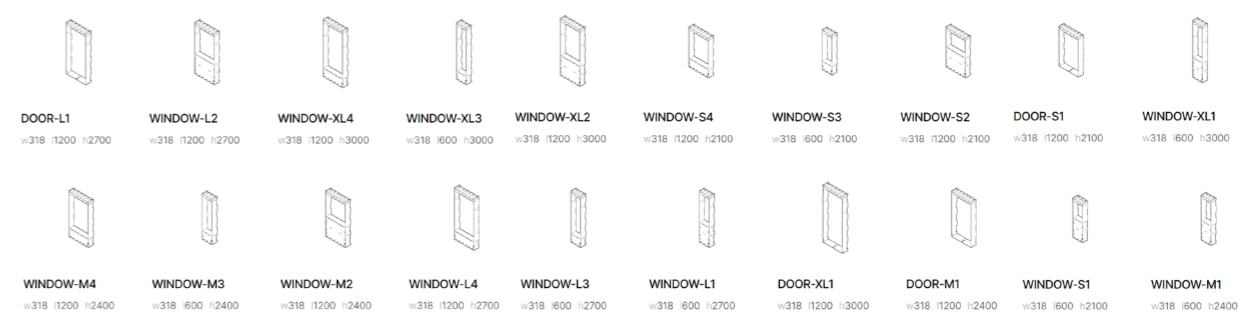 DOOR-L1 WINDOW-L2 WINDOW-XL4 WINDOW-XL3 WINDOW-XL2 WINDOW-S4 WINDOW-S3 WINDOW-S2 DOOR-S1 WINDOW-XL1
w318 l1200 h2700 w318 l1200 h2700 w318 l1200 h3000 w318 l600 h3000 w318 l1200 h3000 w318 l1200 h2100 w318 l600 h2100 w318 l1200 h2100 w318 l1200 h2100 w318 l600 h3000
WINDOW-M4 WINDOW-M3 WINDOW-M2 WINDOW-L4 WINDOW-L3 WINDOW-L1 DOOR-XL1 DOOR-M1 WINDOW-S1 WINDOW-M1
w318 l1200 h2400 w318 l600 h2400 w318 l1200 h2400 w318 l1200 h2700 w318 l600 h2700 w318 l600 h2700 w318 l1200 h3000 w318 l1200 h2400 w318 l600 h2100 w318 l600 h2400